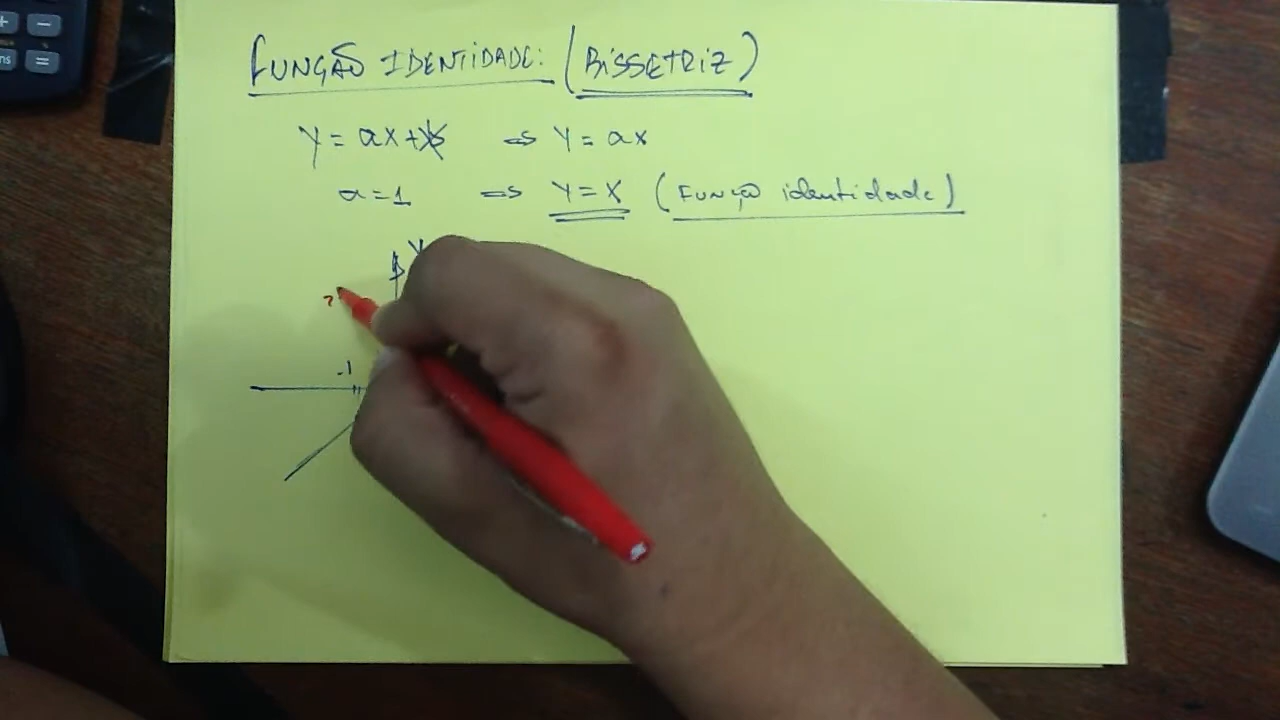 FUNÇÃO IDENTIDADE: (BISSETRIZ)
Y = ax + b ⇒ Y = ax
a = 1 ⇒ Y = X (Função identidade)
Y
-1